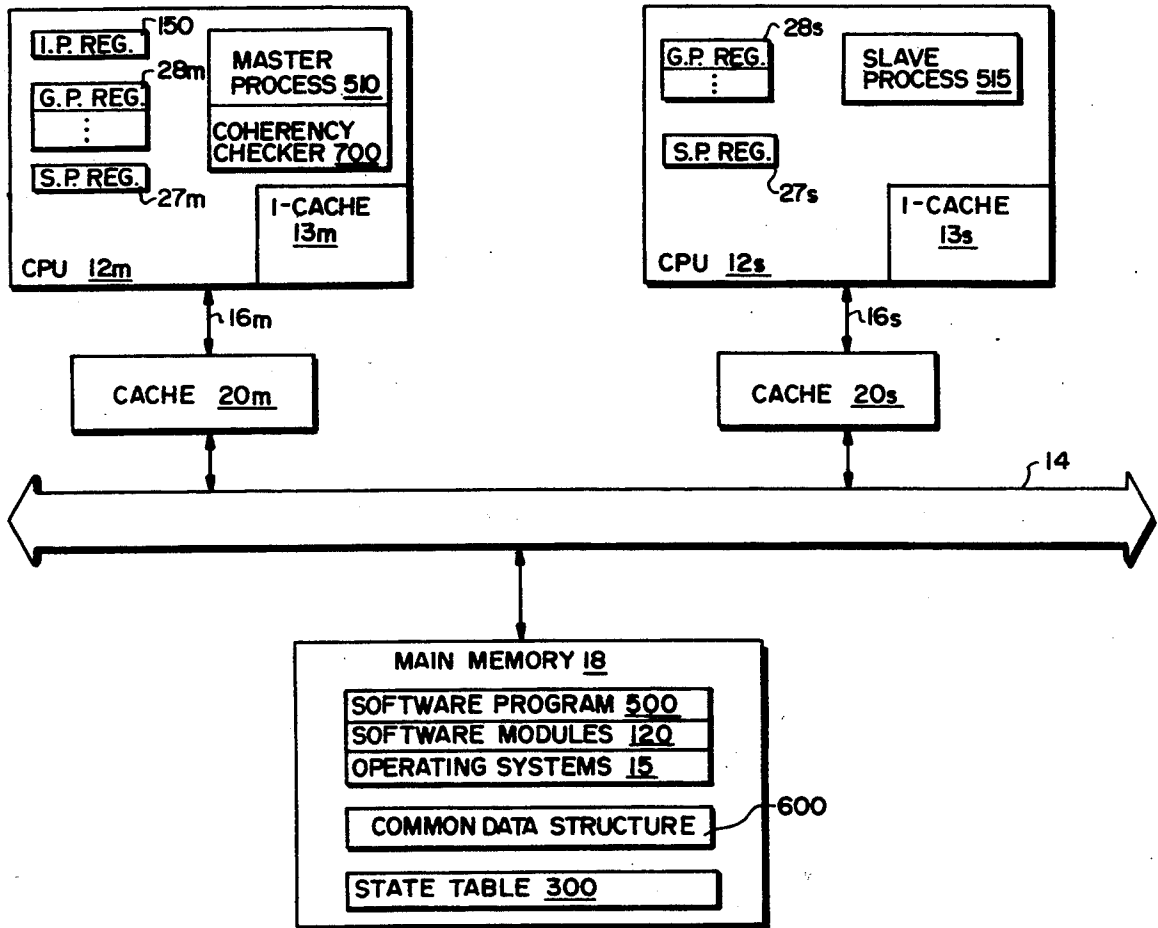 I.P. REG.
150
28m
G.P. REG.
S.P. REG.
27m
MASTER
PROCESS 510
COHERENCY
CHECKER 700
I-CACHE
13m
CPU 12m
28s
G.P. REG.
S.P. REG.
27s
SLAVE
PROCESS 515
I-CACHE
13s
CPU 12s
16m
16s
CACHE 20m
CACHE 20s
14
MAIN MEMORY 18
SOFTWARE PROGRAM 500
SOFTWARE MODULES 120
OPERATING SYSTEMS 15
COMMON DATA STRUCTURE
600
STATE TABLE 300